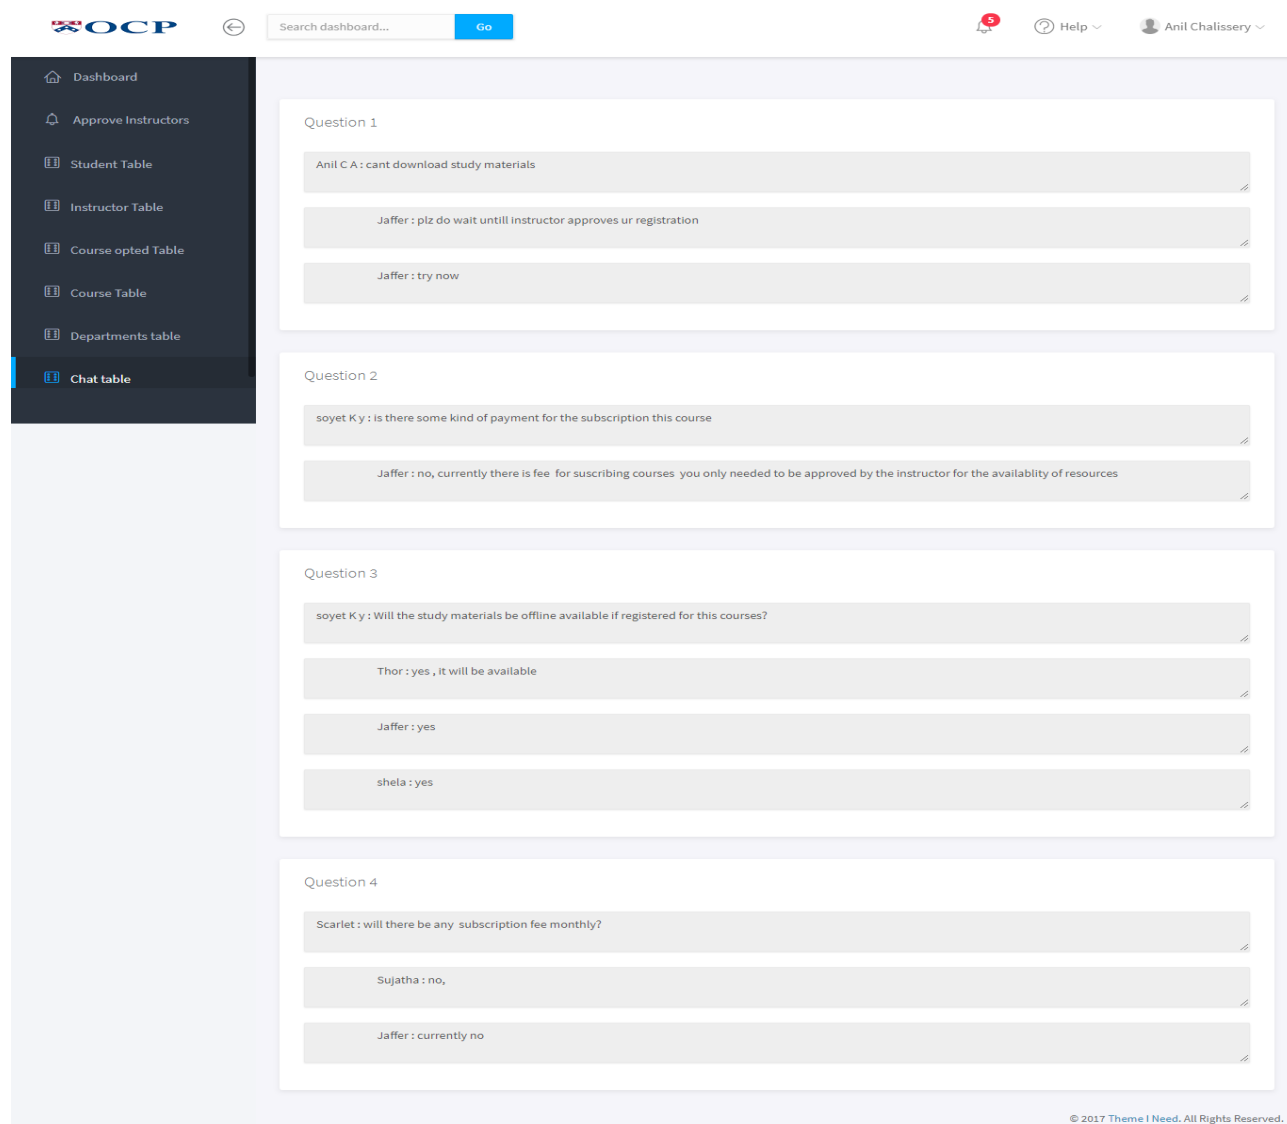 OCP
Search dashboard...
Go
5
Help
Anil Chalissery
Dashboard
Approve Instructors
Student Table
Instructor Table
Course opted Table
Course Table
Departments table
Chat table
Question 1
Anil C A : cant download study materials
Jaffer : plz do wait untill instructor approves ur registration
Jaffer : try now
Question 2
soyet K y : is there some kind of payment for the subscription this course
Jaffer : no, currently there is fee for suscribing courses you only needed to be approved by the instructor for the availablity of resources
Question 3
soyet K y : Will the study materials be offline available if registered for this courses?
Thor : yes , it will be available
Jaffer : yes
shela : yes
Question 4
Scarlet : will there be any subscription fee monthly?
Sujatha : no,
Jaffer : currently no
© 2017 Theme I Need. All Rights Reserved.